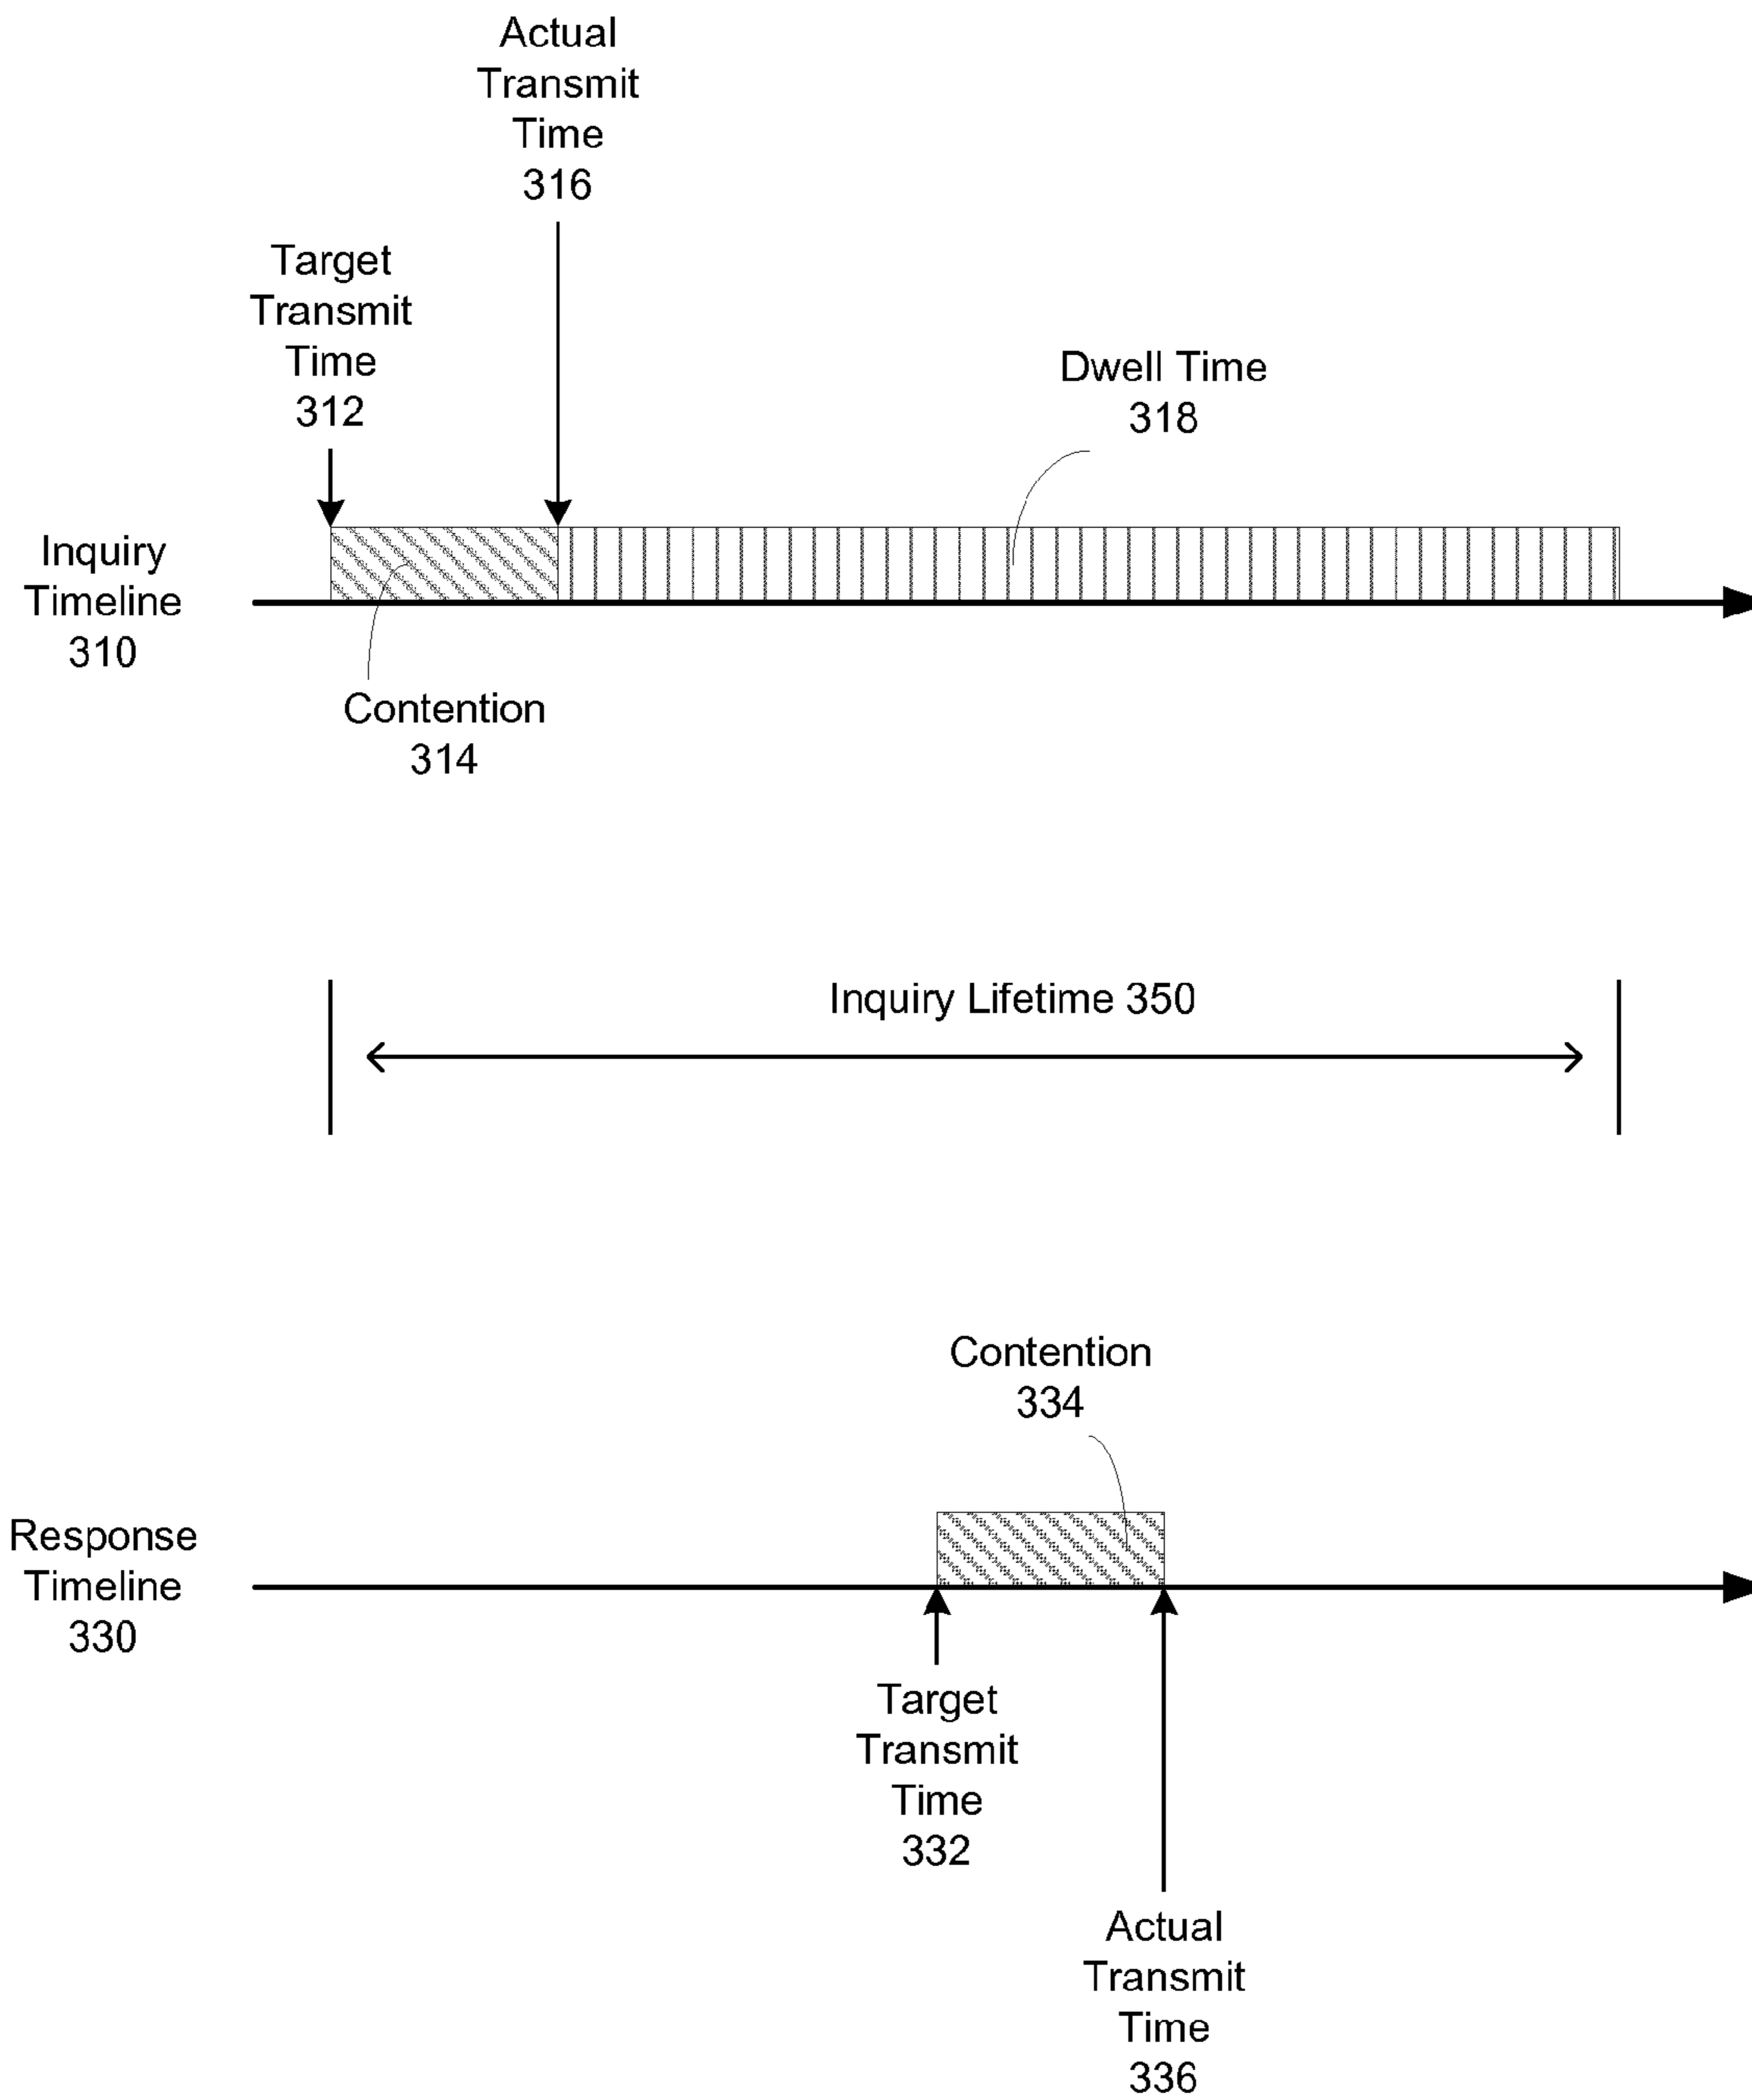 Actual
Transmit
Time
316
Target
Transmit
Time
312
Dwell Time
318
Inquiry
Timeline
310
Contention
314
Inquiry Lifetime 350
Contention
334
Response
Timeline
330
Target
Transmit
Time
332
Actual
Transmit
Time
336